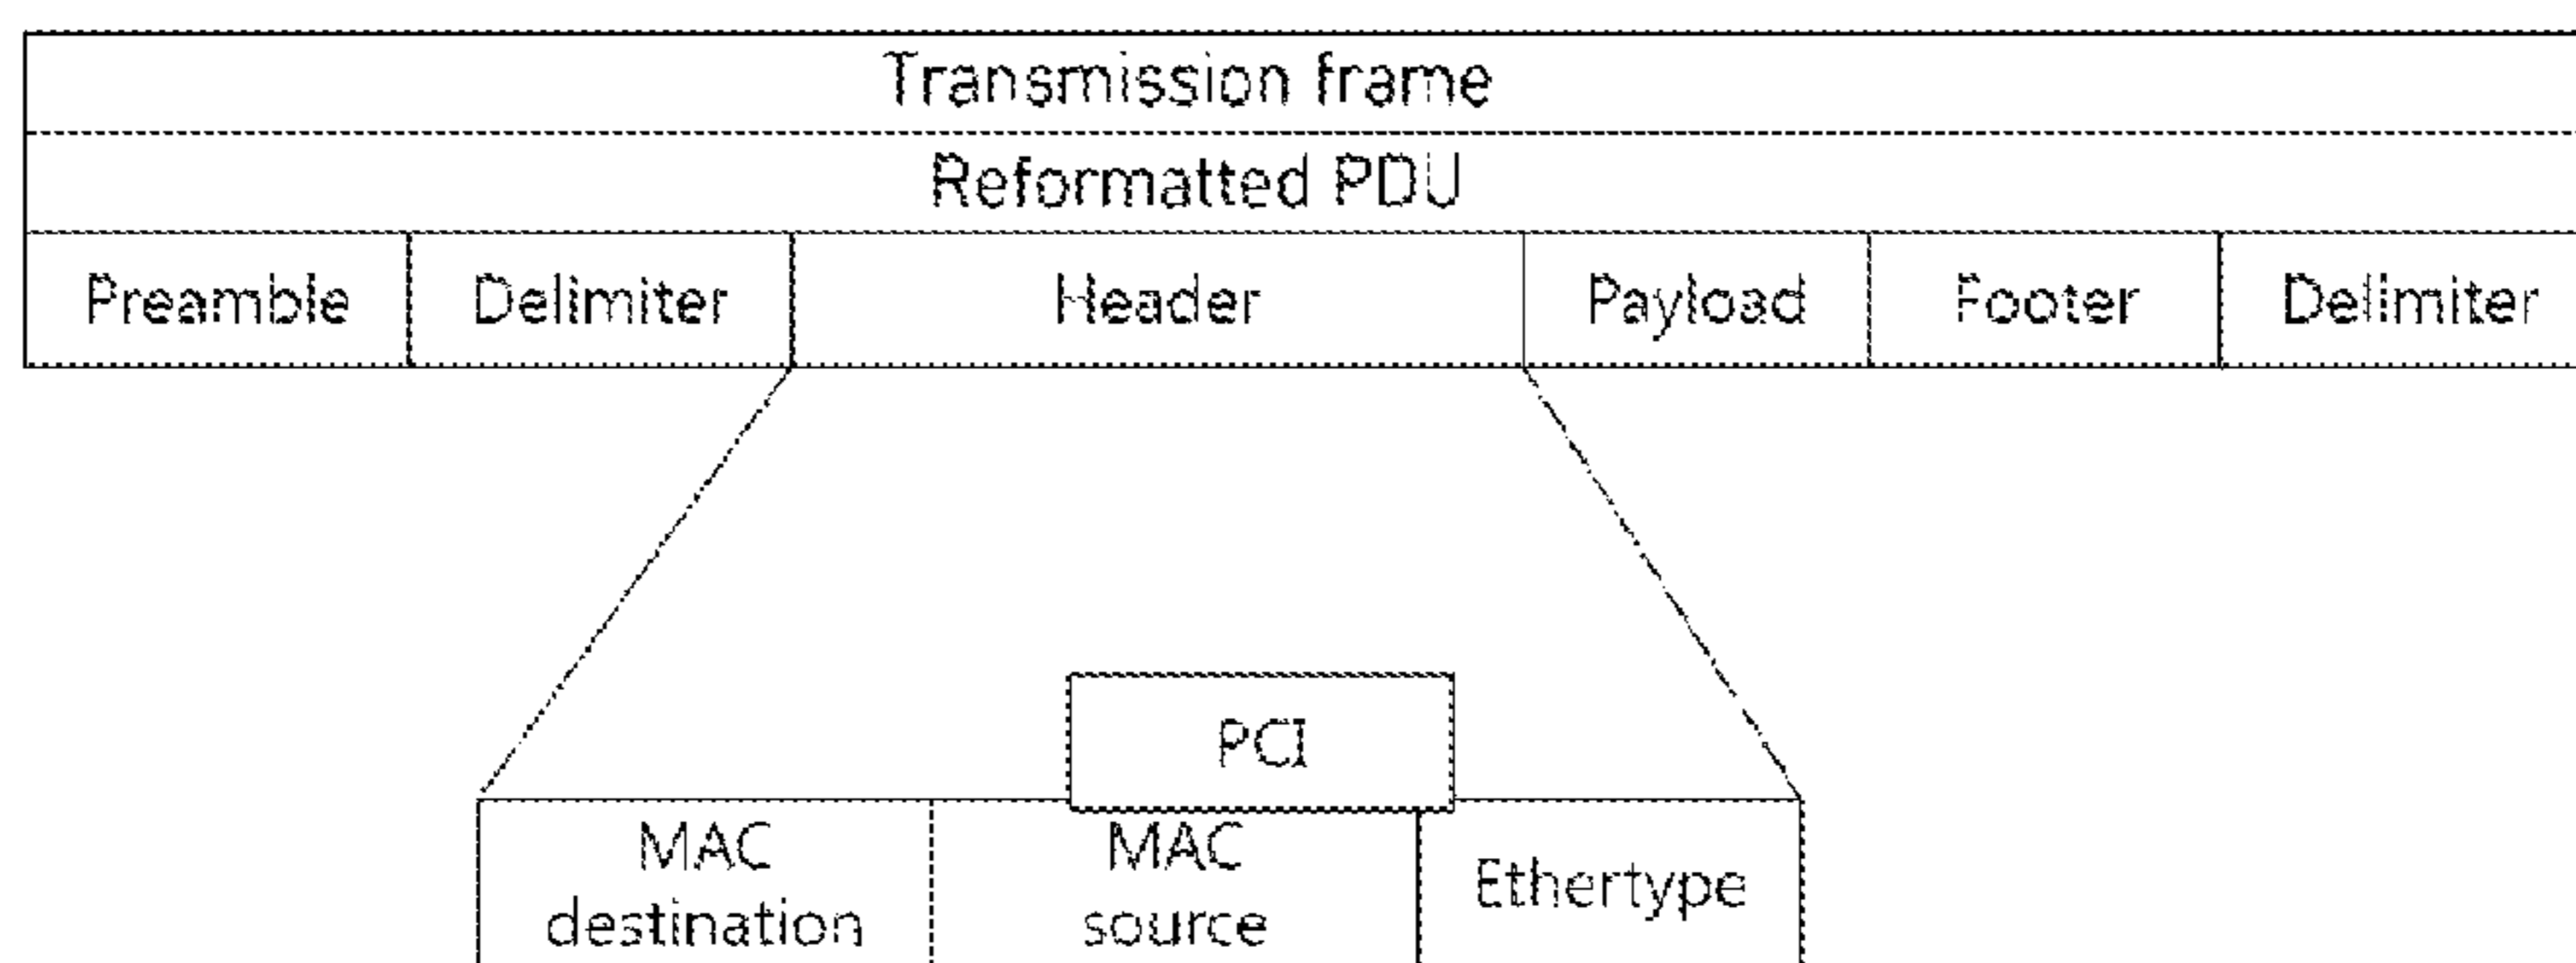 Transmission frame
Reformatted PDU
Preamble Delimiter Header Payload Footer Delimiter
PCI
MAC destination MAC source Ethertype